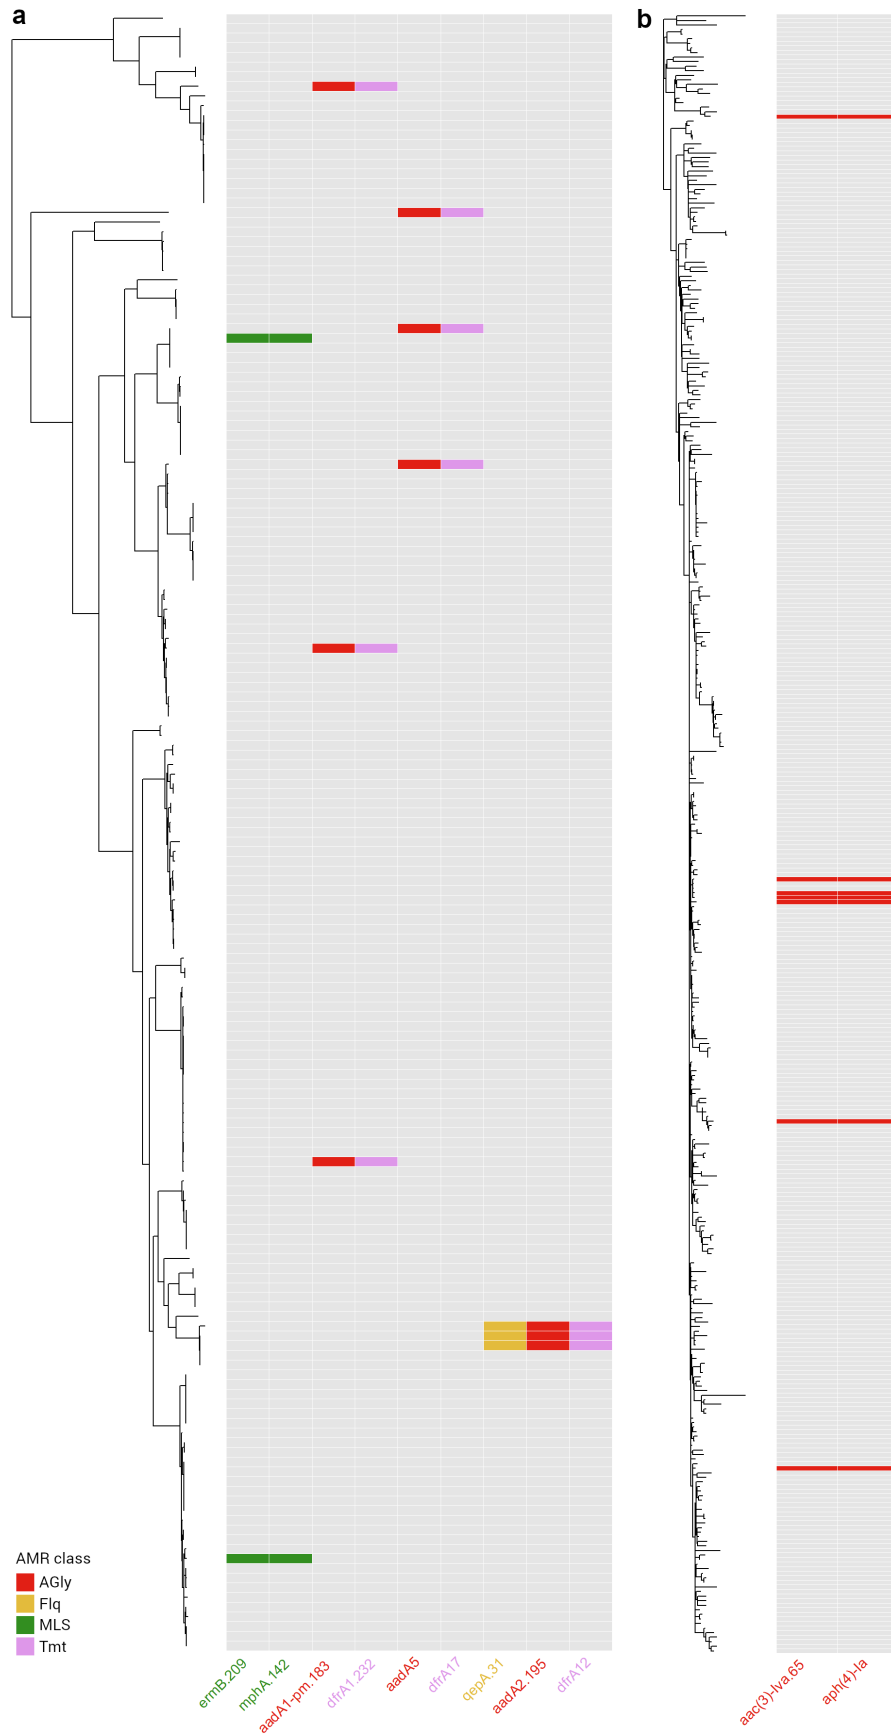 a
b
AMR class
AGly
Flq
MLS
Tmt
ermB.209
mphA.142
aadA1-pm.183
dfrA1.232
aadA5
dfrA17
qepA.31
aadA2.195
dfrA12
aac(3)-Iva.65
aph(4)-Ia